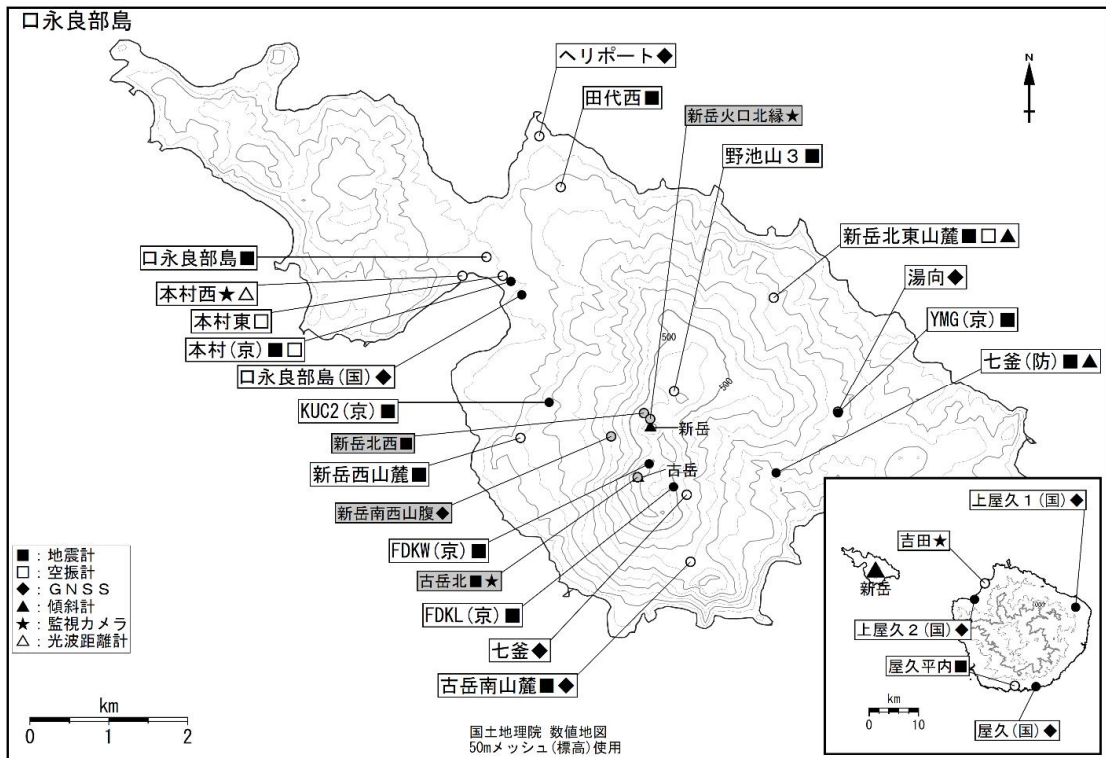 口永良部島
ヘリポート◆
田代西■
新岳火口北縁★
野池山３■
N
口永良部島■
新岳北東山麓■□▲
本村西★△
湯向◆
本村東□
YMG(京)■
本村(京)■□
七釜(防)■▲
口永良部島(国)◆
500
500
KUC2(京)■
新岳北西■
新岳
新岳西山麓■
古岳
新岳南西山腹◆
FDKW(京)■
古岳北■★
FDKL(京)■
七釜◆
古岳南山麓■◆
■：地震計
□：空振計
◆：ＧＮＳＳ
▲：傾斜計
★：監視カメラ
△：光波距離計
km
0 1 2
国土地理院 数値地図
50mメッシュ(標高)使用
上屋久１(国)◆
吉田★
新岳
1000
上屋久２(国)◆
屋久平内■
km
0 10
屋久(国)◆